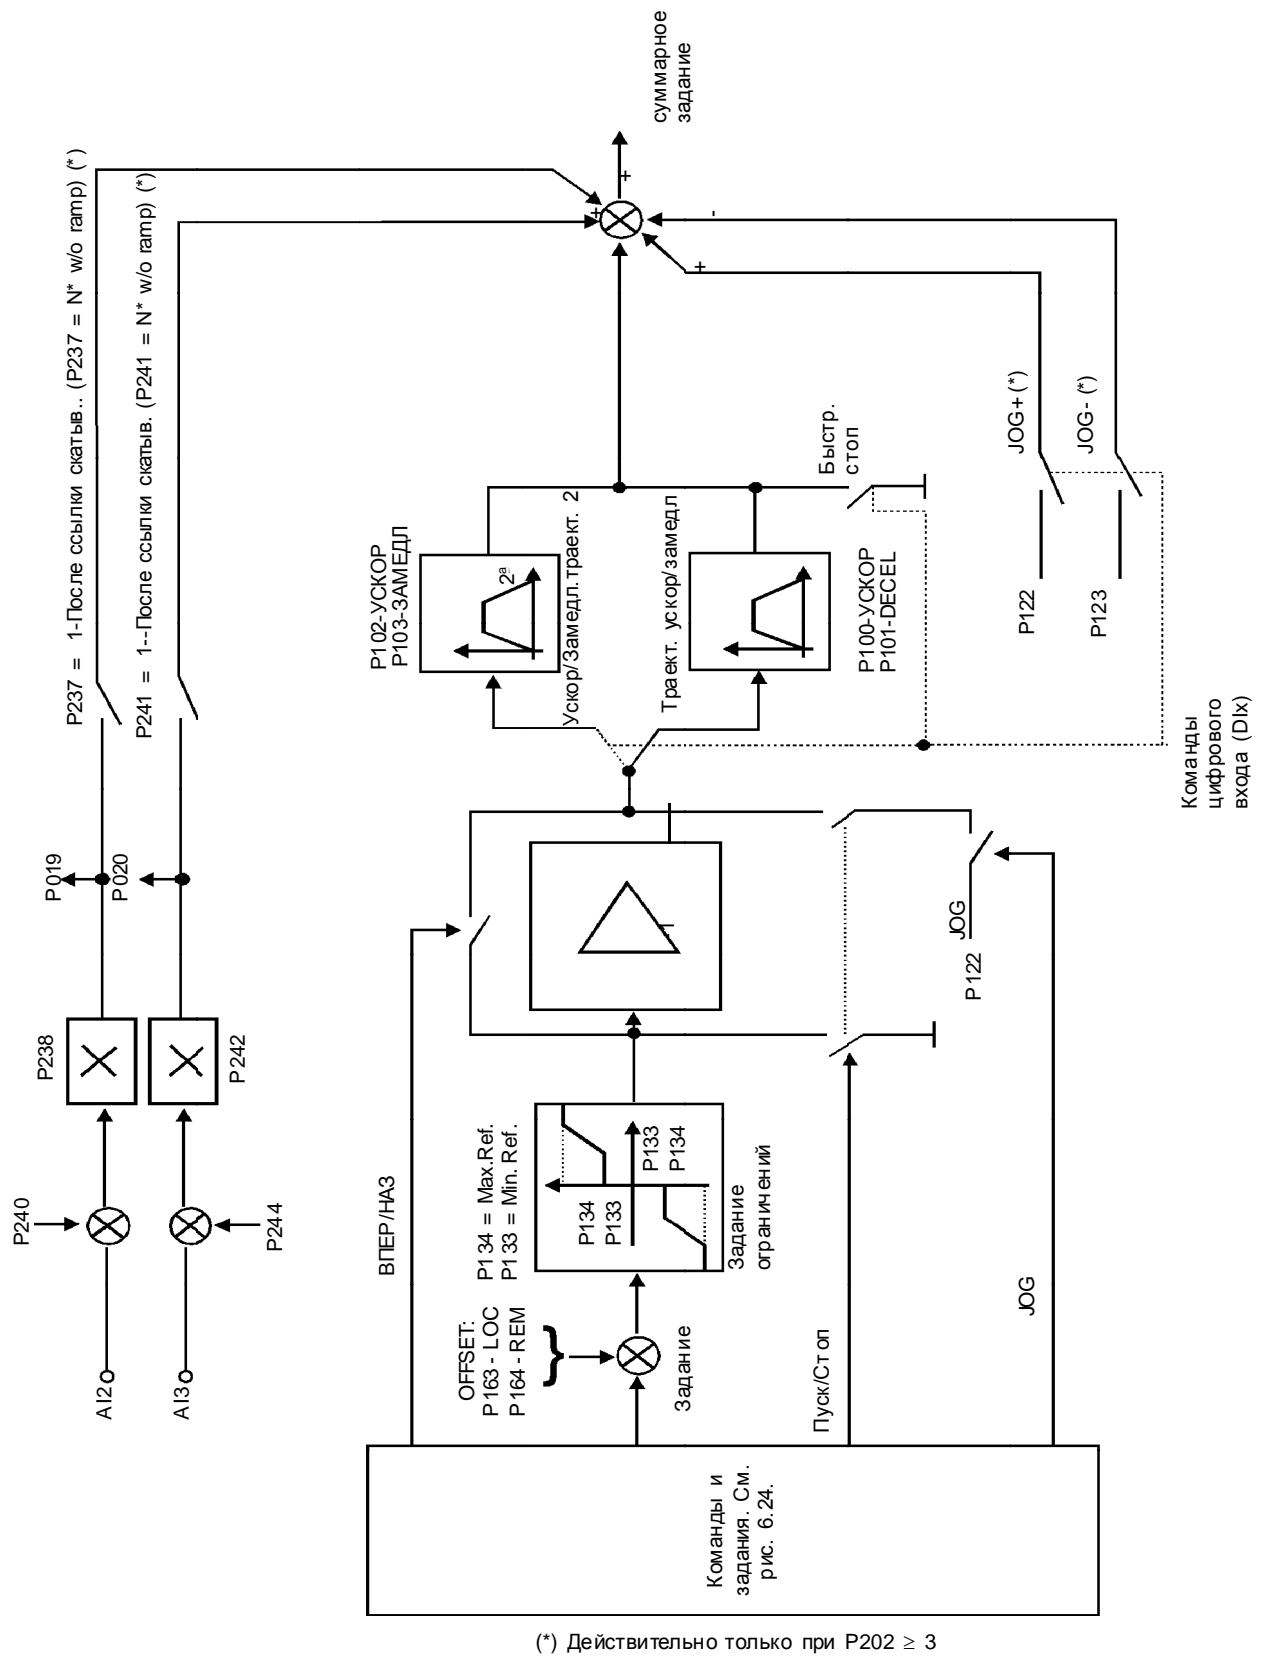 суммарное
задание
P237 = 1-После ссылки скатыв.. (P237 = N* w/o ramp) (*)
P241 = 1--После ссылки скатыв. (P241 = N* w/o ramp) (*)
+
+
+
-
JOG+ (*)
JOG - (*)
Быстр.
стоп
P102-УСКОР
P103-ЗАМЕДЛ
2ª
Ускор/Замедл.траект. 2
Траект. ускор/замедл
P100-УСКОР
P101-DECEL
P122
P123
Команды
цифрового
входа (DIx)
P019
P020
JOG
P122
P238
P242
P240
P244
ВПЕР/НАЗ
P134 = Max.Ref.
P133 = Min. Ref.
P134
P133
P133
P134
Задание
ограничений
OFFSET:
P163 - LOC
P164 - REM
}
Задание
AI2
AI3
Пуск/Стоп
JOG
Команды и
задания. См.
рис. 6.24.
(*) Действительно только при P202 ≥ 3